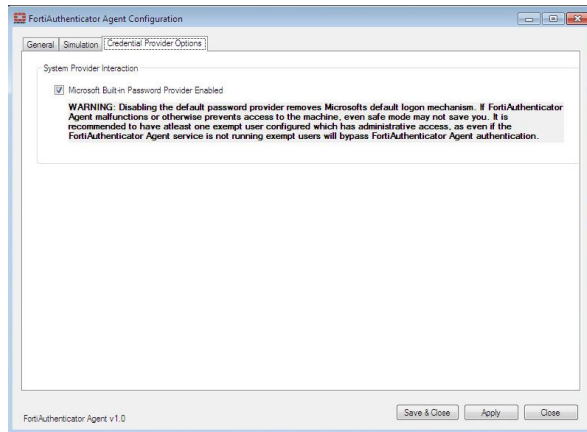 FortiAuthenticator Agent Configuration
General Simulation Credential Provider Options
System Provider Interaction
Microsoft Built-in Password Provider Enabled
WARNING: Disabling the default password provider removes Microsofts default logon mechanism. If FortiAuthenticator
Agent malfunctions or otherwise prevents access to the machine, even safe mode may not save you. It is
recommended to have atleast one exempt user configured which has administrative access, as even if the
FortiAuthenticator Agent service is not running exempt users will bypass FortiAuthenticator Agent authentication.
FortiAuthenticator Agent v1.0
Save & Close Apply Close